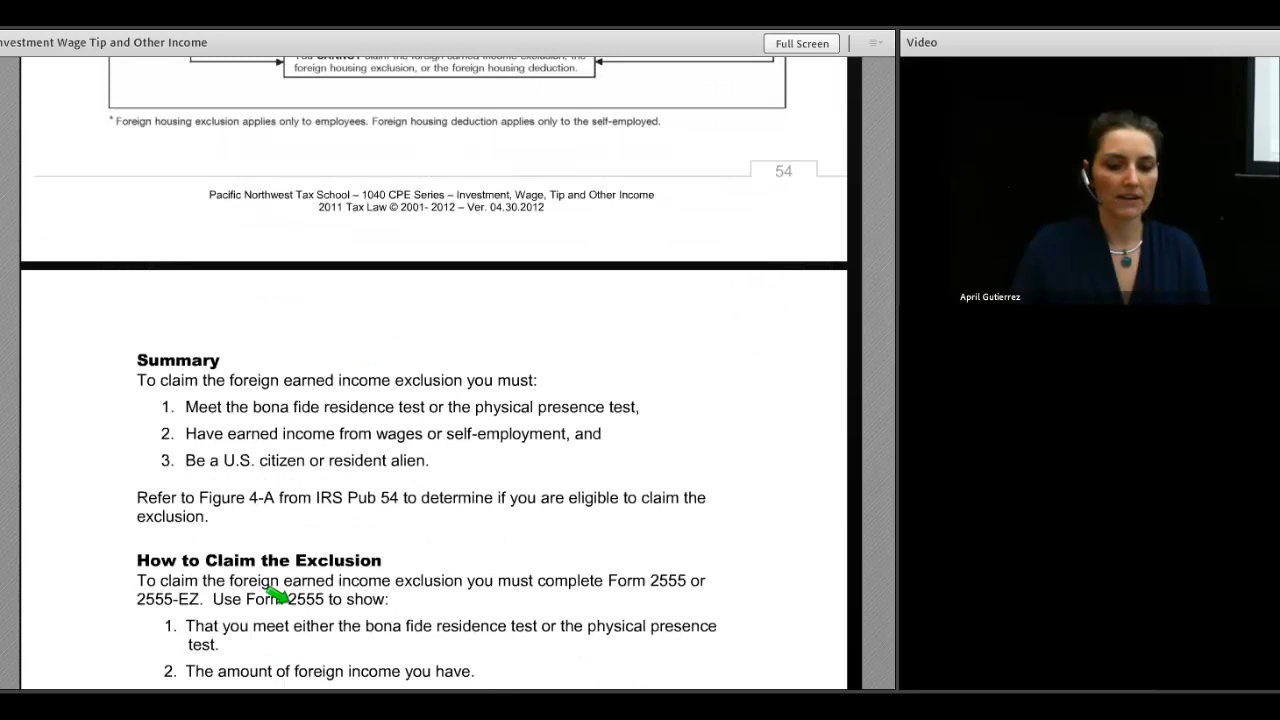 nvestment Wage Tip and Other Income
Full Screen
Video
foreign housing exclusion, or the foreign housing deduction.
* Foreign housing exclusion applies only to employees. Foreign housing deduction applies only to the self-employed.
54
Pacific Northwest Tax School – 1040 CPE Series – Investment, Wage, Tip and Other Income
2011 Tax Law © 2001- 2012 – Ver. 04.30.2012
April Gutierrez
Summary
To claim the foreign earned income exclusion you must:
1. Meet the bona fide residence test or the physical presence test,
2. Have earned income from wages or self-employment, and
3. Be a U.S. citizen or resident alien.
Refer to Figure 4-A from IRS Pub 54 to determine if you are eligible to claim the
exclusion.
How to Claim the Exclusion
To claim the foreign earned income exclusion you must complete Form 2555 or
2555-EZ. Use Form 2555 to show:
1. That you meet either the bona fide residence test or the physical presence
test.
2. The amount of foreign income you have.